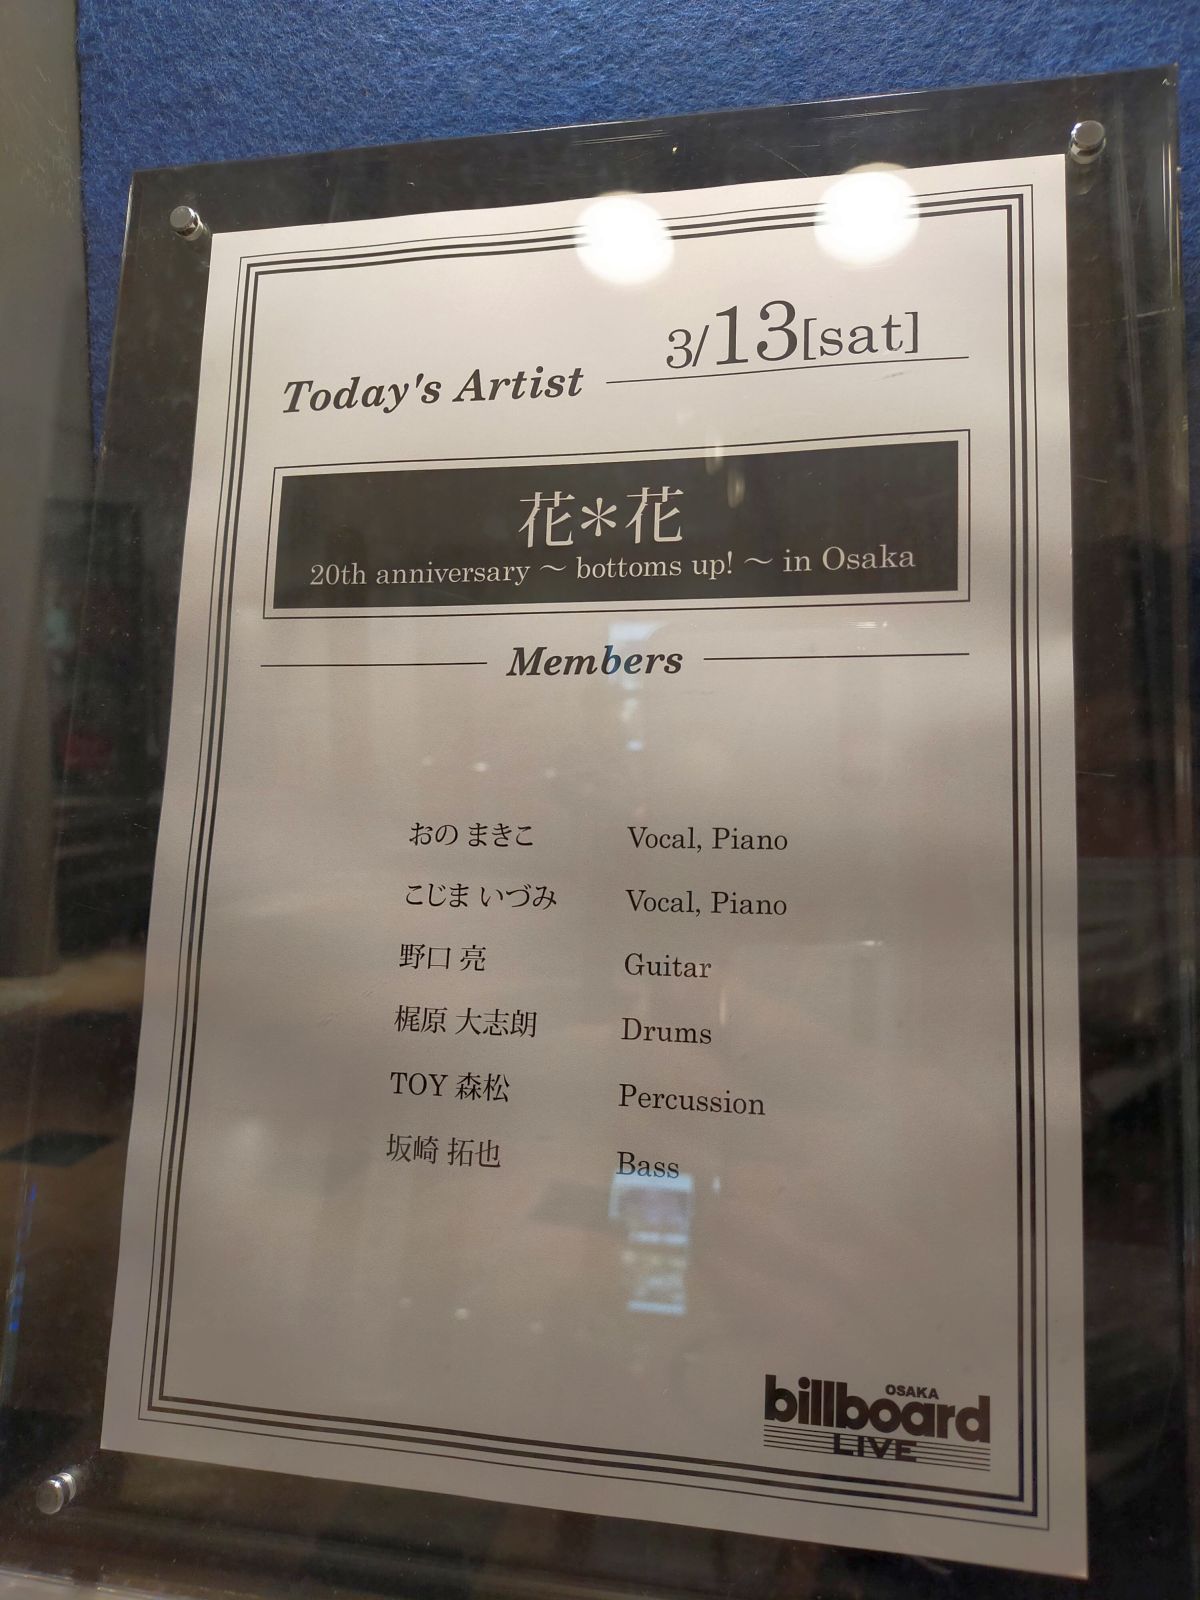 3/13[sat]
Today's Artist
花*花
20th anniversary ～ bottoms up! ～ in Osaka
Members
おの まきこ Vocal, Piano
こじま いづみ Vocal, Piano
野口 亮 Guitar
梶原 大志朗 Drums
TOY 森松 Percussion
坂崎 拓也 Bass
OSAKA
billboard
LIVE